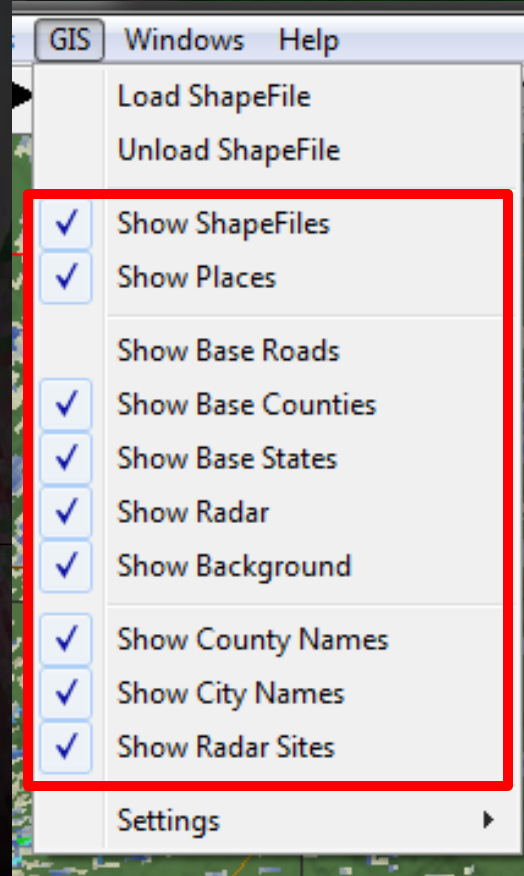 GIS Windows Help
Load ShapeFile
Unload ShapeFile
Show ShapeFiles
Show Places
Show Base Roads
Show Base Counties
Show Base States
Show Radar
Show Background
Show County Names
Show City Names
Show Radar Sites
Settings